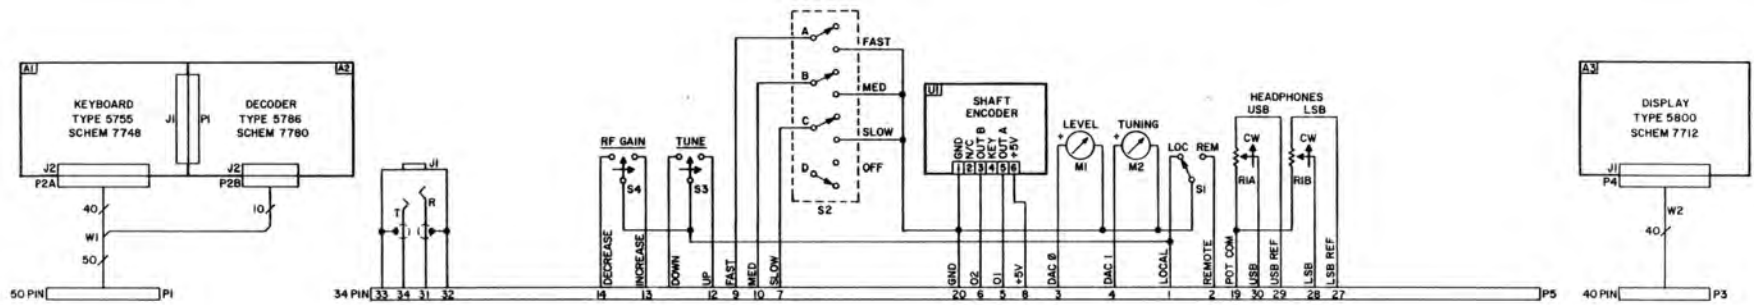 A1
A2
KEYBOARD
TYPE 5755
SCHEM 7748
J1
P1
DECODER
TYPE 5786
SCHEM 7780
J2
P2A
J2
P2B
40
10
W1
50
50 PIN
P1
J1
T
R
34 PIN
33
34
31
32
RF GAIN
S4
TUNE
S3
DECREASE
INCREASE
DOWN
UP
FAST
MED
SLOW
14
13
12
9
10
7
A
FAST
B
MED
C
SLOW
D
OFF
S2
U1
SHAFT
ENCODER
GND
N/C
OUT B
KEY
OUT A
+5V
1
2
3
4
5
6
GND
O2
O1
+5V
20
6
5
8
LEVEL
+
M1
TUNING
+
M2
DAC Ø
DAC 1
3
4
LOC REM
S1
LOCAL
REMOTE
1
2
HEADPHONES
USB LSB
CW
R1A
CW
R1B
POT COM
USB
USB REF
LSB
LSB REF
19
30
29
28
27
P5
A3
DISPLAY
TYPE 5800
SCHEM 7712
J1
P4
W2
40
40 PIN
P3